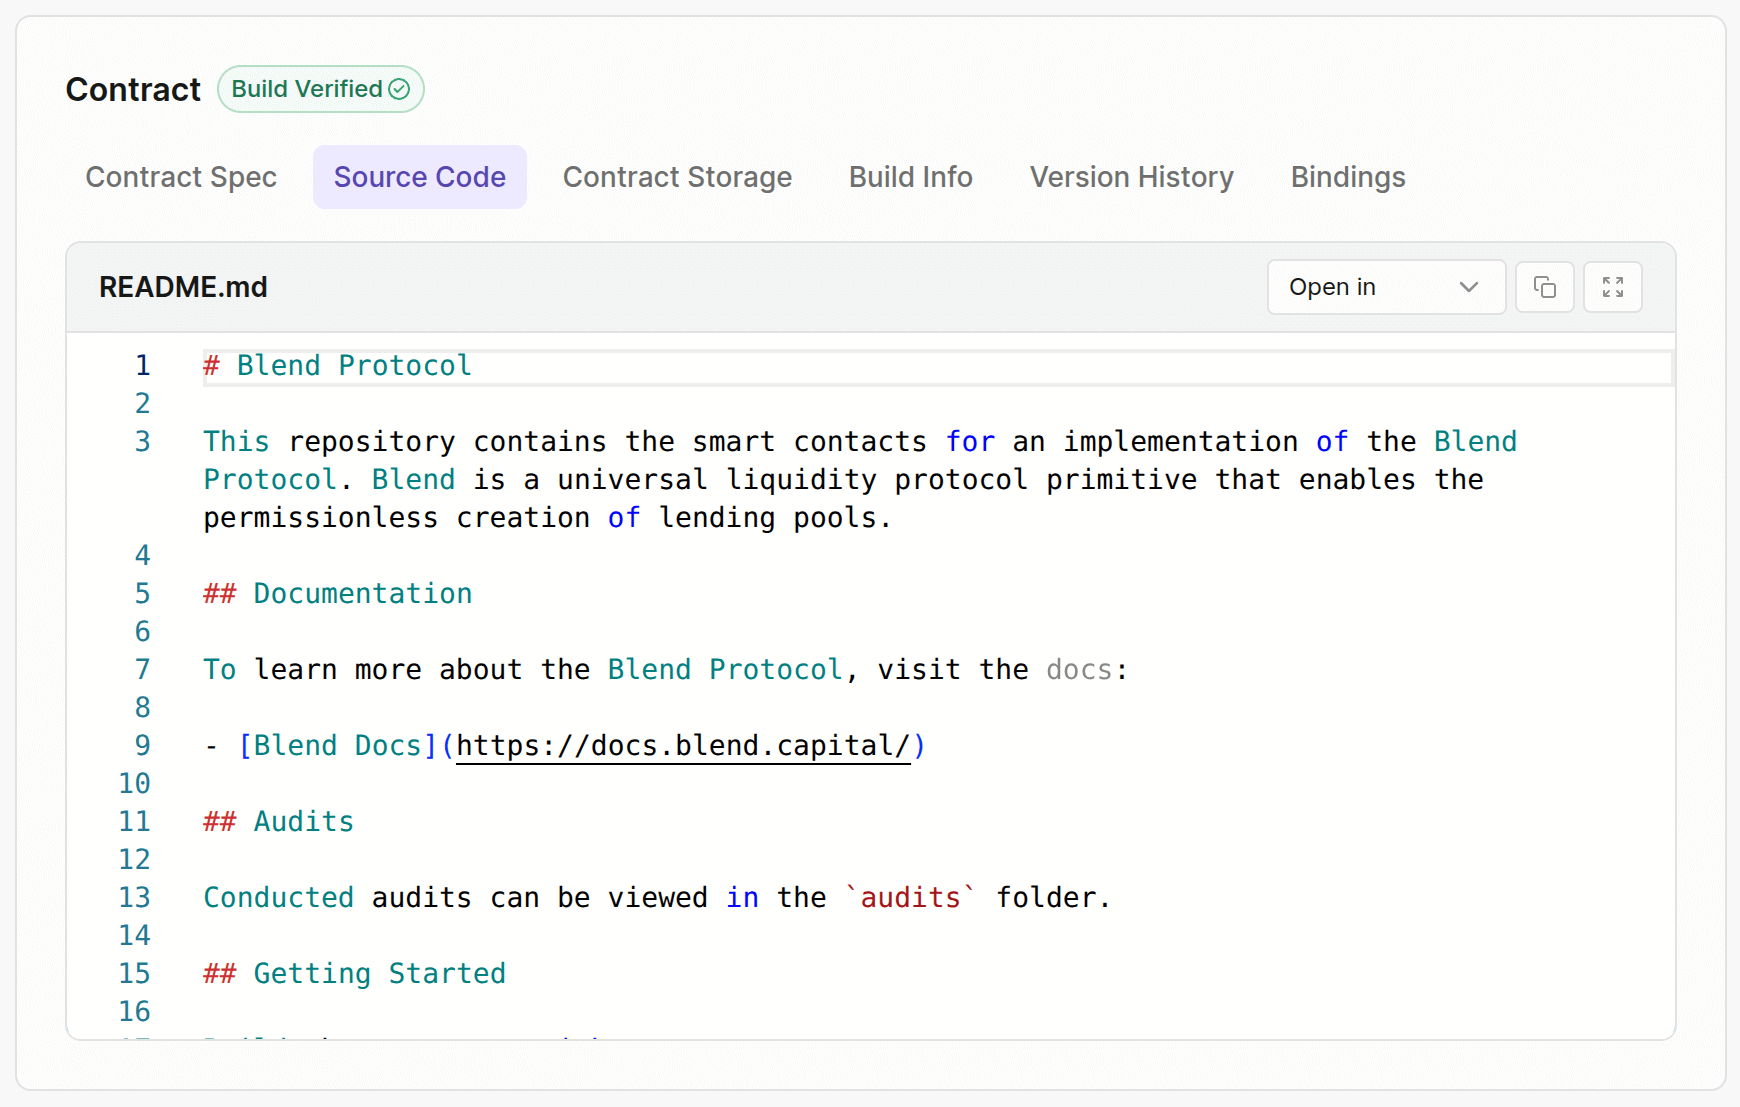 Contract Build Verified
Contract Spec Source Code Contract Storage Build Info Version History Bindings
README.md Open in
1 # Blend Protocol
2
3 This repository contains the smart contacts for an implementation of the Blend
Protocol. Blend is a universal liquidity protocol primitive that enables the
permissionless creation of lending pools.
4
5 ## Documentation
6
7 To learn more about the Blend Protocol, visit the docs:
8
9 - [Blend Docs](https://docs.blend.capital/)
10
11 ## Audits
12
13 Conducted audits can be viewed in the `audits` folder.
14
15 ## Getting Started
16